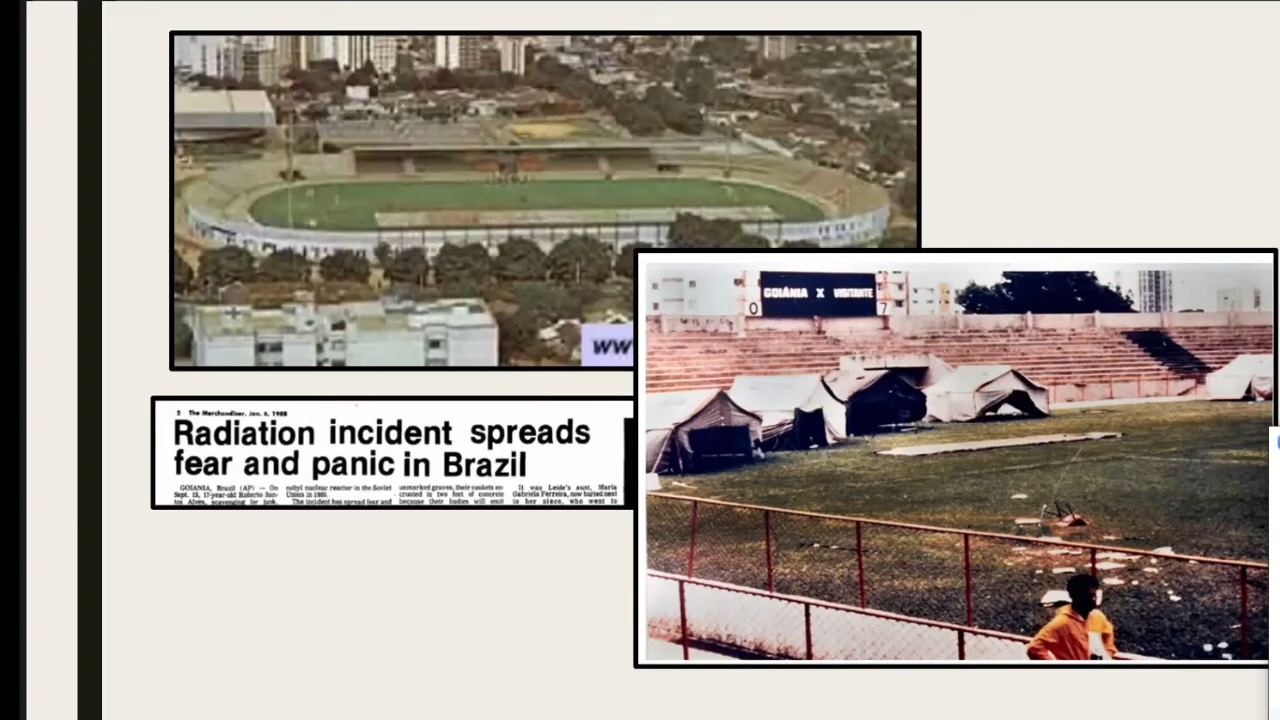 ww
GOIÂNIA X VISITANTE
0 7
2 The Merchandiser, Jan. 6, 1988
Radiation incident spreads
fear and panic in Brazil
GOIANIA, Brazil (AP) — On
Sept. 13, 17-year-old Roberto San-
tos Alves, scavenging for junk,
nobyl nuclear reactor in the Soviet
Union in 1986.
The incident has spread fear and
unmarked graves, their caskets en-
crusted in two feet of concrete
because their bodies will emit
It was Leide's aunt, Maria
Gabriela Ferreira, now buried next
to her niece, who went to